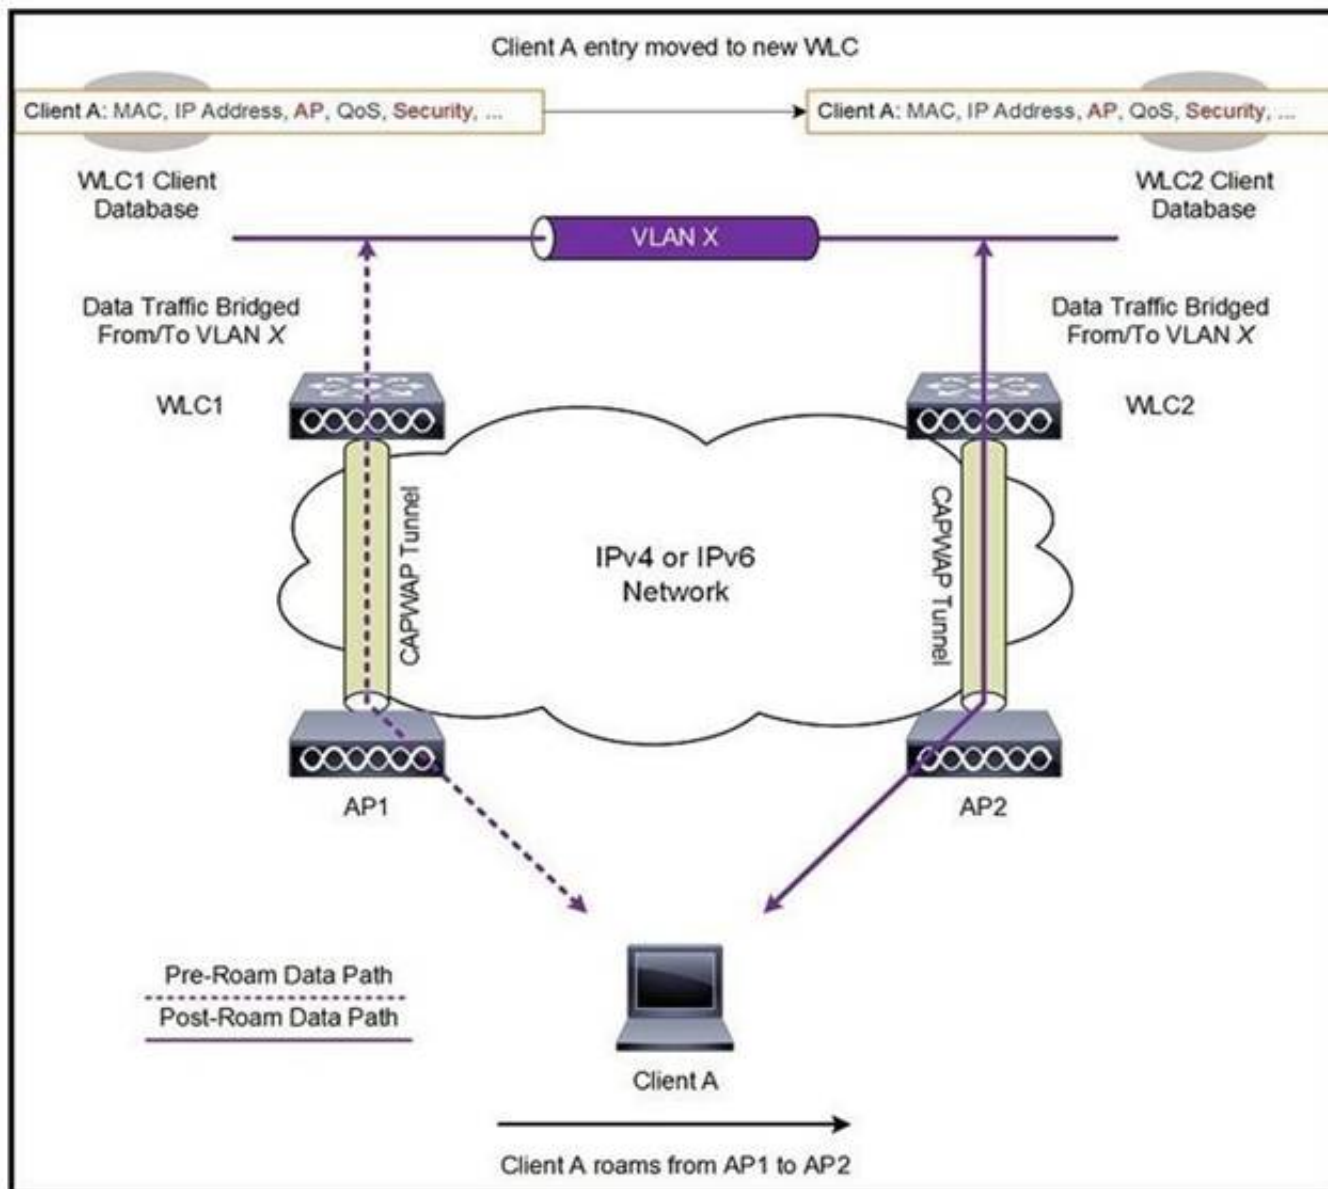 Client A entry moved to new WLC
Client A: MAC, IP Address, AP, QoS, Security, ...
Client A: MAC, IP Address, AP, QoS, Security, ...
WLC1 Client
Database
WLC2 Client
Database
VLAN X
Data Traffic Bridged
From/To VLAN X
Data Traffic Bridged
From/To VLAN X
WLC1
WLC2
CAPWAP Tunnel
IPv4 or IPv6
Network
CAPWAP Tunnel
AP1
AP2
Pre-Roam Data Path
Post-Roam Data Path
Client A
Client A roams from AP1 to AP2